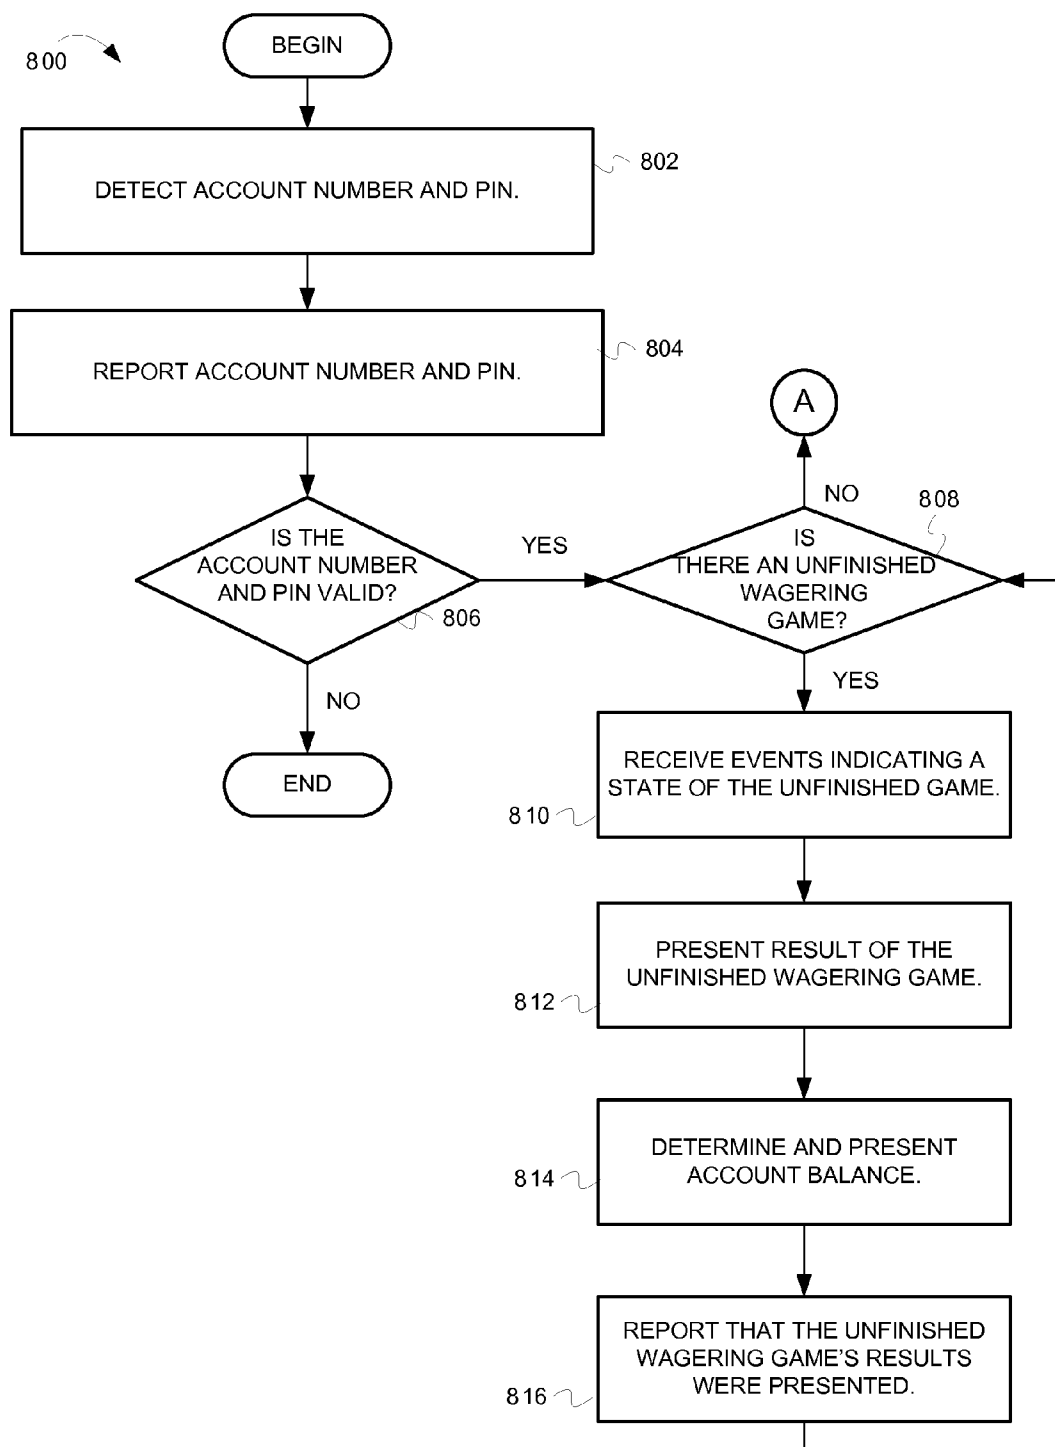 800
BEGIN
802
DETECT ACCOUNT NUMBER AND PIN.
804
REPORT ACCOUNT NUMBER AND PIN.
A
NO
808
IS THE
ACCOUNT NUMBER
AND PIN VALID?
806
YES
IS
THERE AN UNFINISHED
WAGERING
GAME?
NO
YES
END
RECEIVE EVENTS INDICATING A
STATE OF THE UNFINISHED GAME.
810
PRESENT RESULT OF THE
UNFINISHED WAGERING GAME.
812
DETERMINE AND PRESENT
ACCOUNT BALANCE.
814
REPORT THAT THE UNFINISHED
WAGERING GAME'S RESULTS
WERE PRESENTED.
816